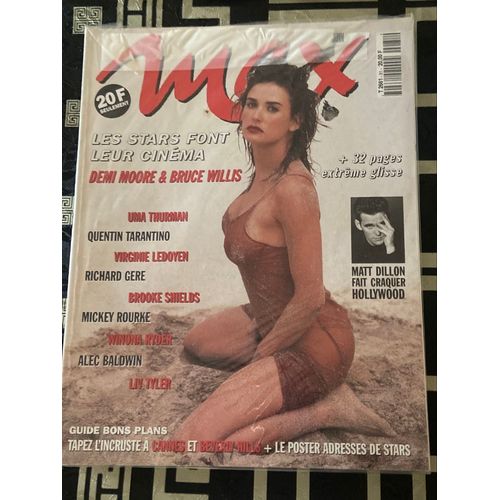 Max
20F
SEULEMENT
LES STARS FONT
LEUR CINÉMA
DEMI MOORE & BRUCE WILLIS
+ 32 pages
extrême glisse
UMA THURMAN
QUENTIN TARANTINO
VIRGINIE LEDOYEN
RICHARD GERE
BROOKE SHIELDS
MICKEY ROURKE
WINONA RYDER
ALEC BALDWIN
LIV TYLER
MATT DILLON
FAIT CRAQUER
HOLLYWOOD
GUIDE BONS PLANS
TAPEZ L'INCRUSTE À CANNES ET BEVERLY HILLS + LE POSTER ADRESSES DE STARS